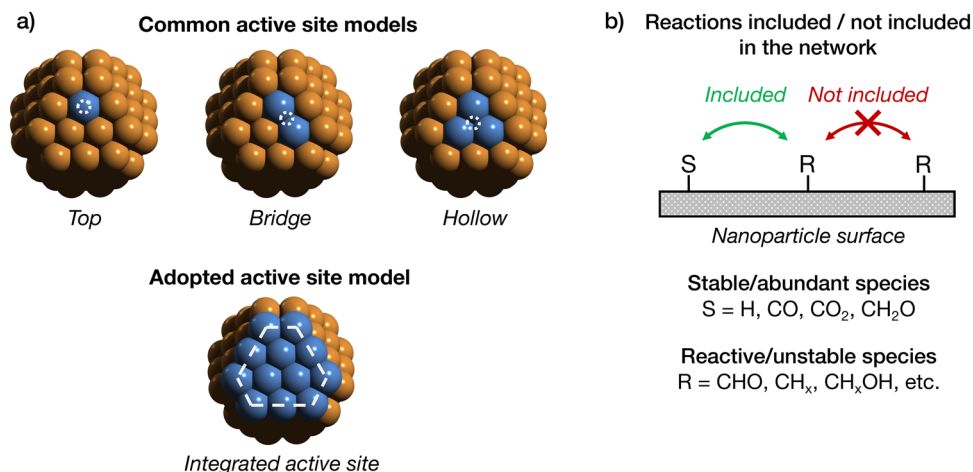 a)
Common active site models
Top
Bridge
Hollow
Adopted active site model
Integrated active site
b)
Reactions included / not included
in the network
Included
Not included
S
R
R
Nanoparticle surface
Stable/abundant species
S = H, CO, CO₂, CH₂O
Reactive/unstable species
R = CHO, CHₓ, CHₓOH, etc.